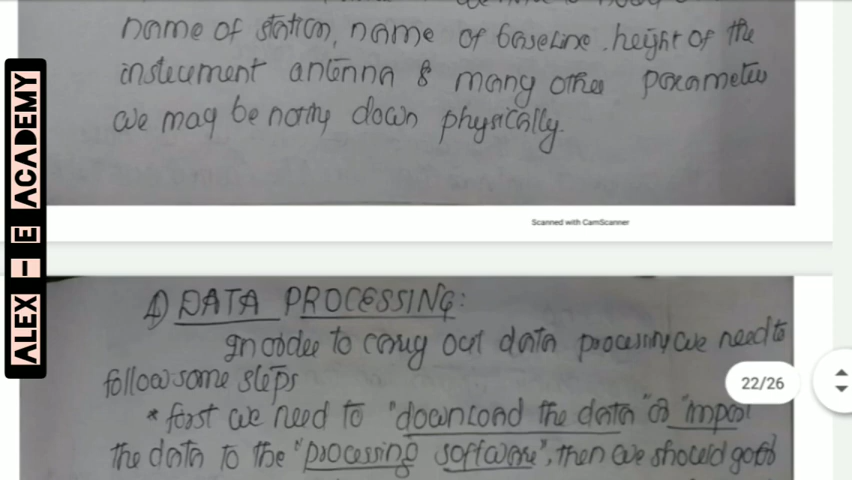 name of station, name of baseline. height of the
instrument antenna & many other parameter
we may be notiy down physically.
Scanned with CamScanner
ALEX - E ACADEMY
4) DATA PROCESSING:
In order to carry out data processing we need to
follow some steps
22/26
* first we need to "download the data" or "import
the data to the "processing software", then we should goto